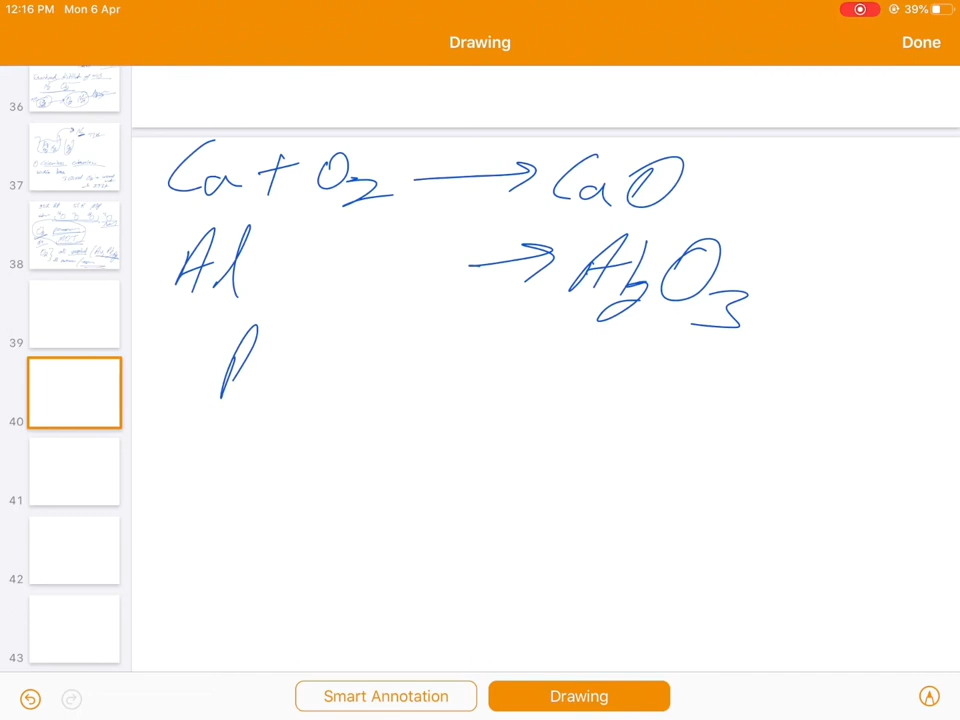 12:16 PM Mon 6 Apr
39%
Drawing
Done
36
37
38
39
40
41
42
43
Ca + O2 → CaO
Al → Al2O3
P
Smart Annotation
Drawing